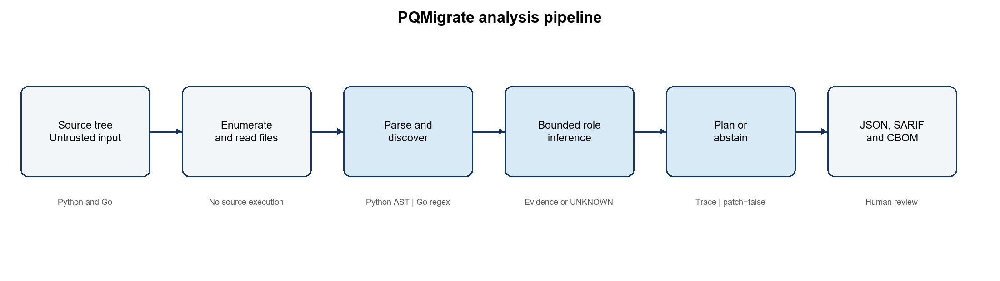 PQMigrate analysis pipeline
Source tree
Untrusted input
Enumerate
and read files
Parse and
discover
Bounded role
inference
Plan or
abstain
JSON, SARIF
and CBOM
Python and Go
No source execution
Python AST | Go regex
Evidence or UNKNOWN
Trace | patch=false
Human review